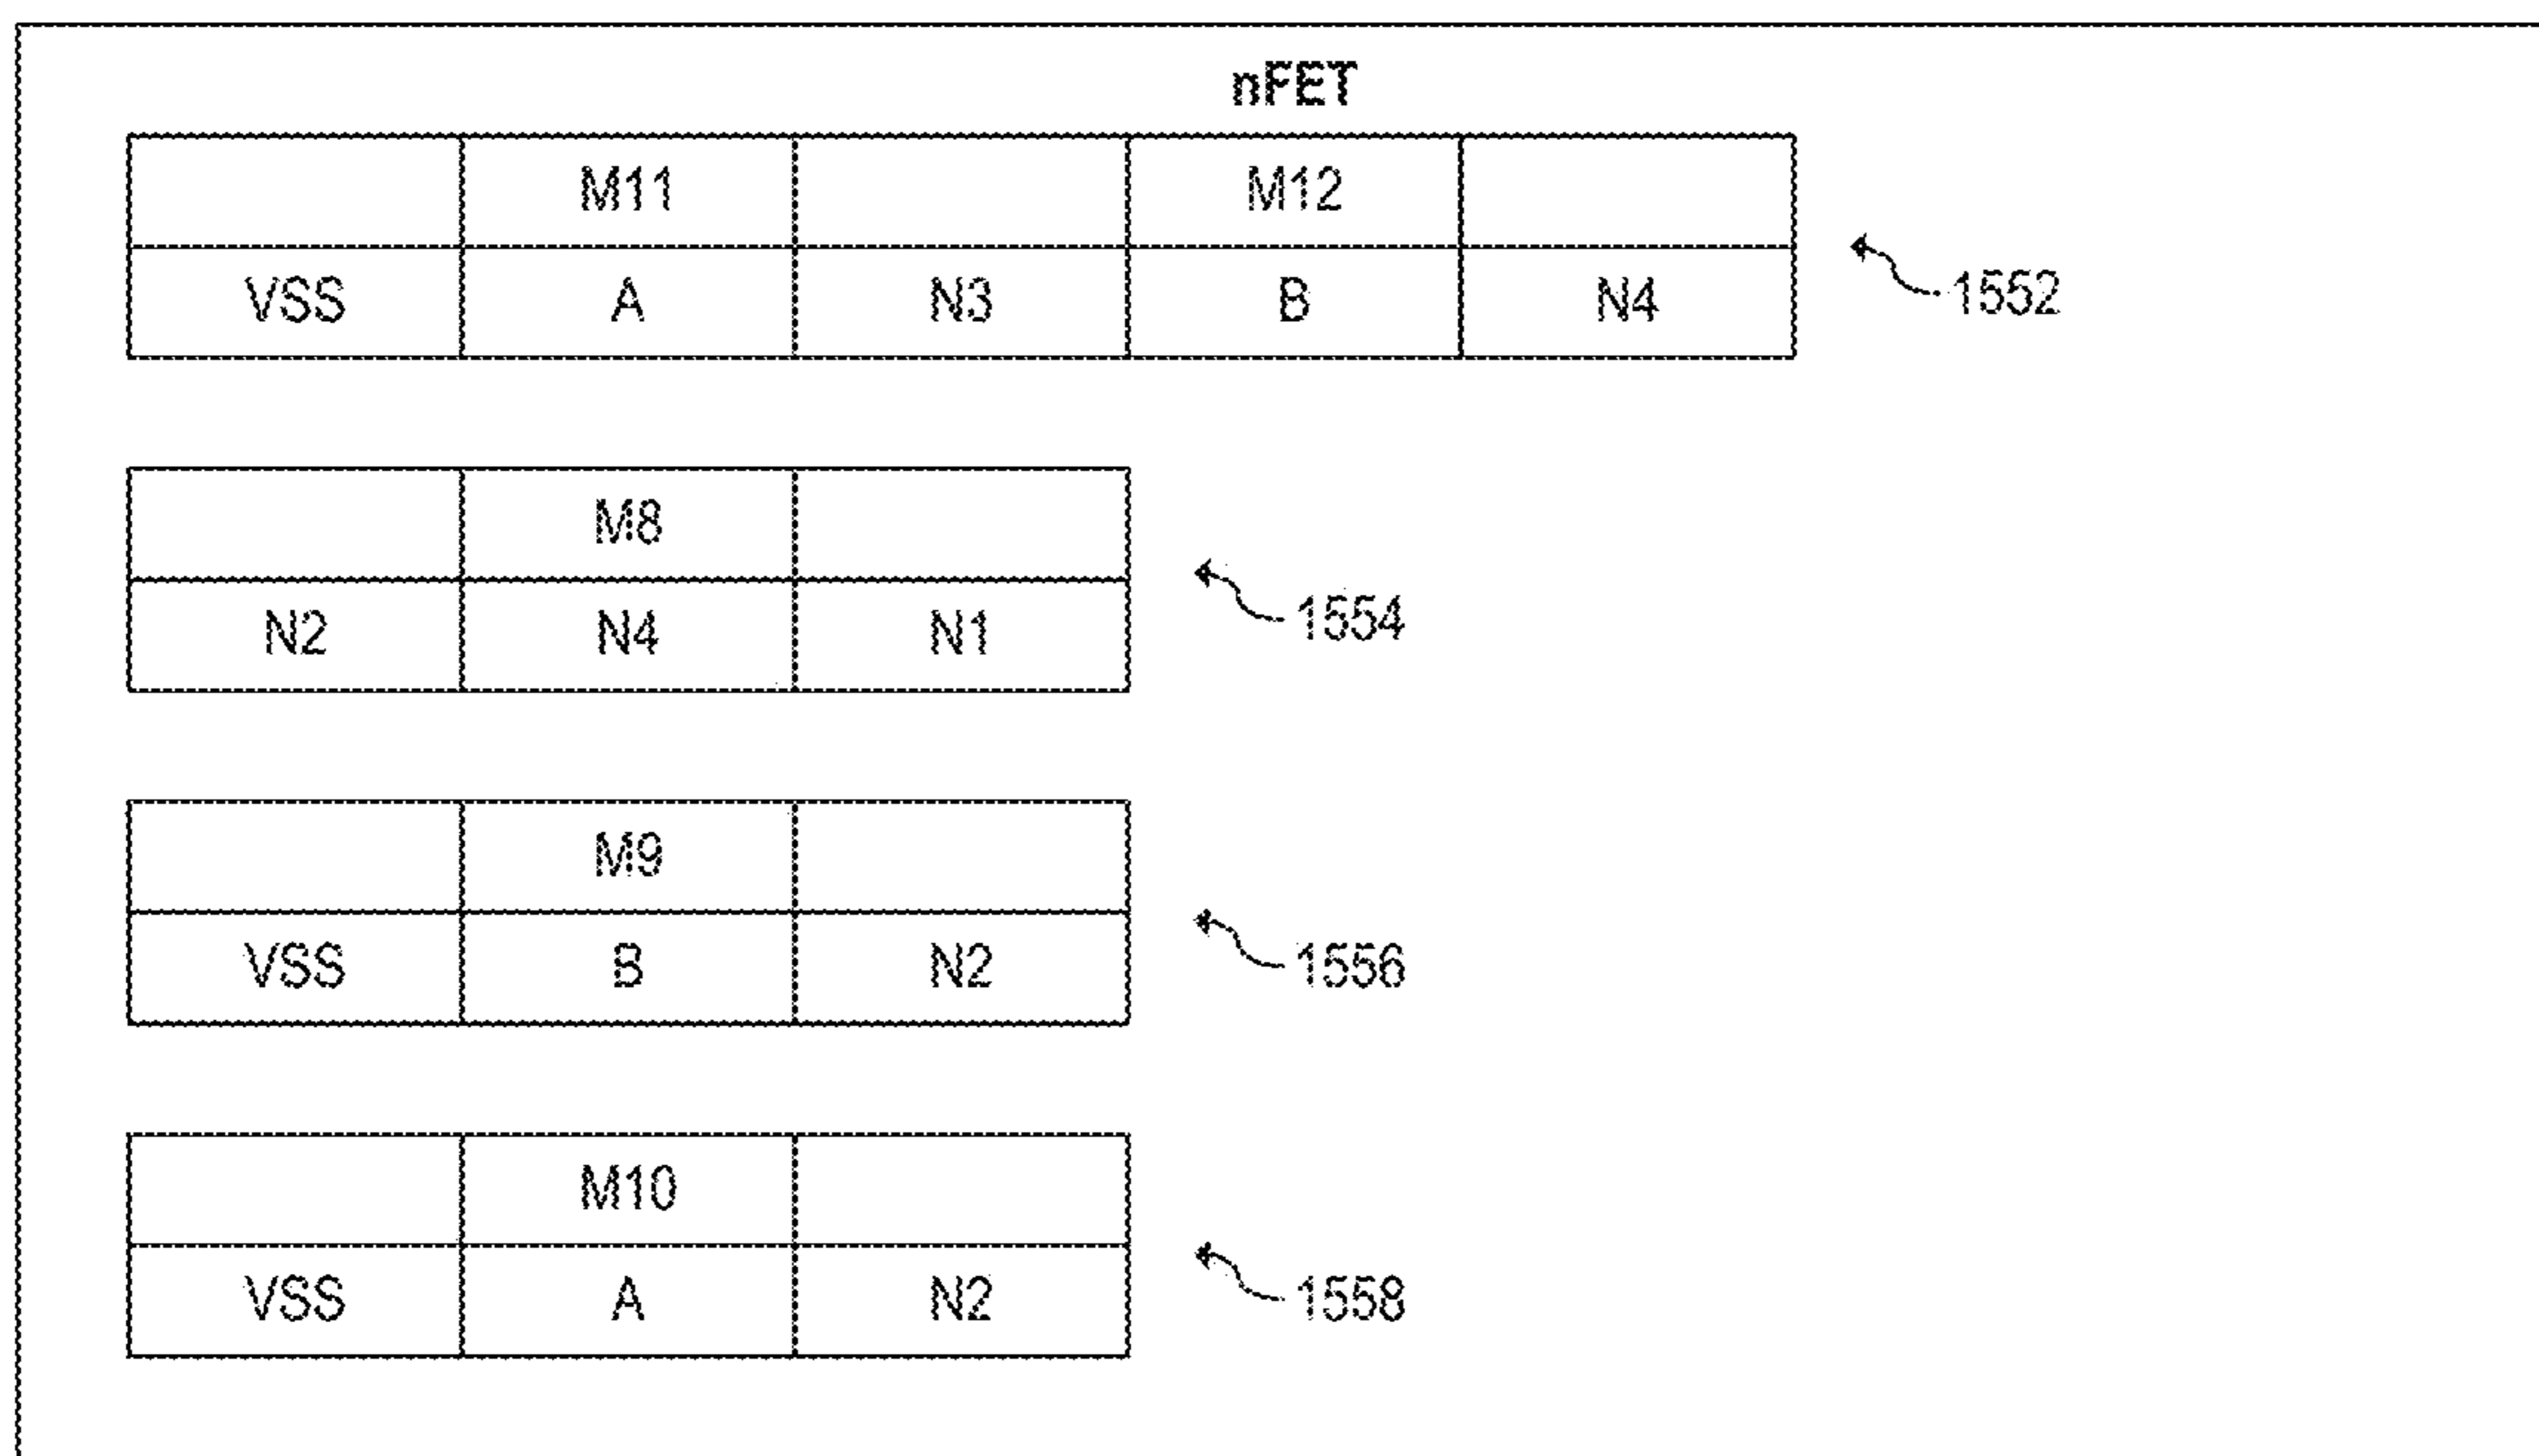 nFET
M11 M12
VSS A N3 B N4
1552
M8
N2 N4 N1
1554
M9
VSS B N2
1556
M10
VSS A N2
1558